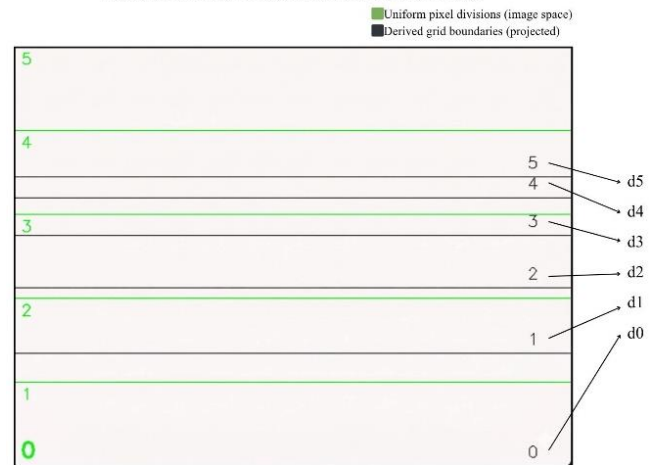 Uniform pixel divisions (image space)
Derived grid boundaries (projected)
5
4
5
d5
4
d4
3
3
d3
2
d2
2
d1
1
d0
1
0
0